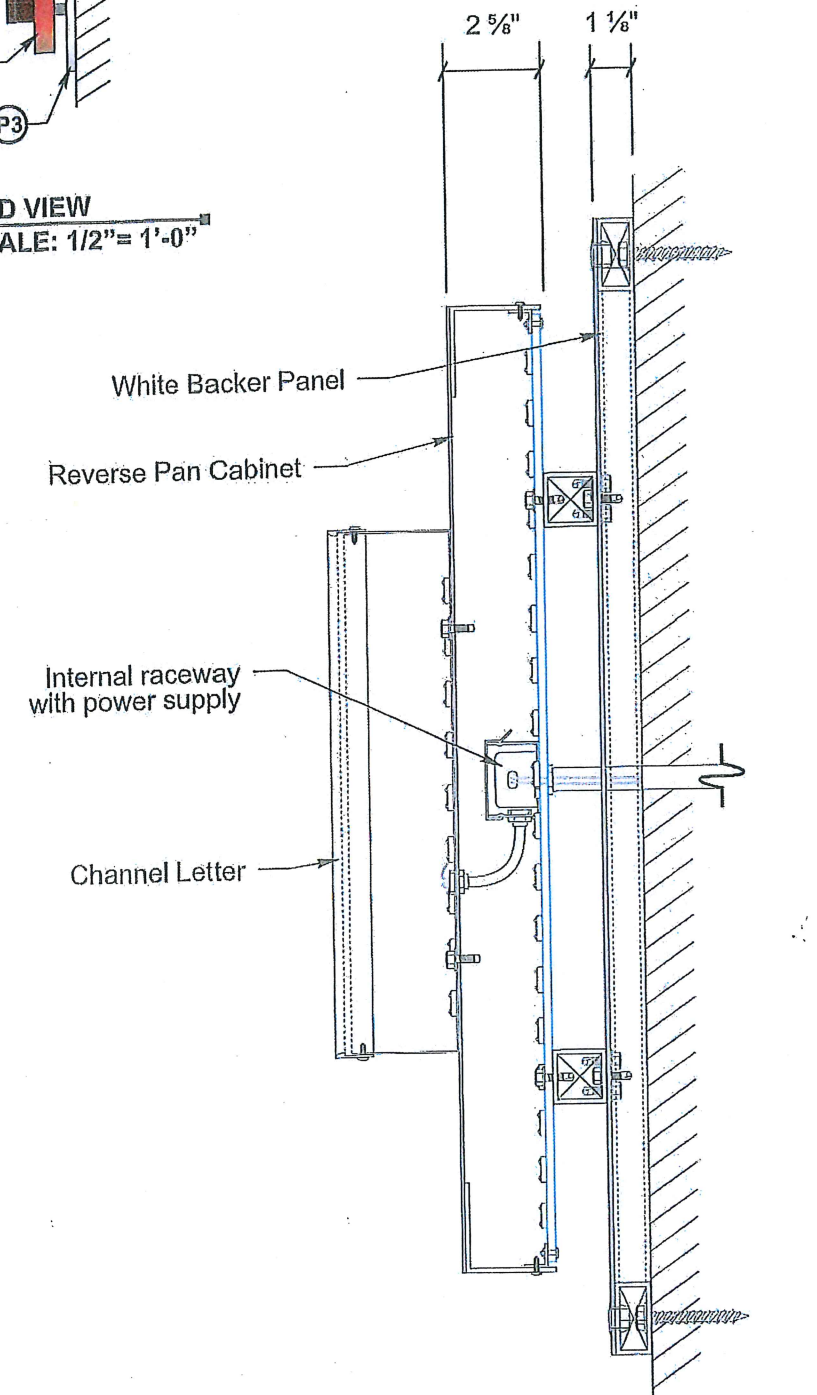 2 5/8" 1 1/8"
P3
D VIEW
ALE: 1/2"= 1'-0"
White Backer Panel
Reverse Pan Cabinet
Internal raceway
with power supply
Channel Letter